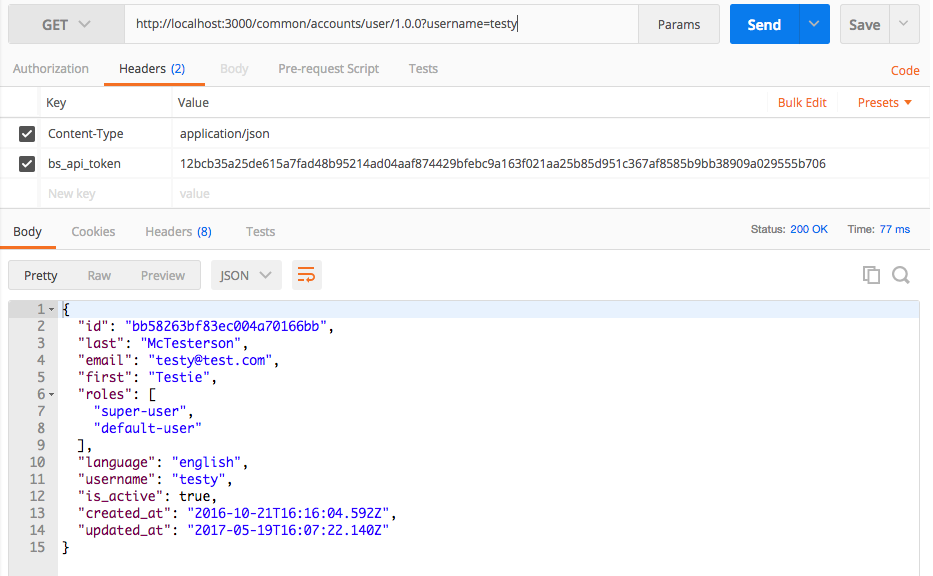 GET http://localhost:3000/common/accounts/user/1.0.0?username=testy Params Send Save
Authorization Headers (2) Body Pre-request Script Tests Code
Key Value Bulk Edit Presets
Content-Type application/json
bs_api_token 12bcb35a25de615a7fad48b95214ad04aaf874429bfebc9a163f021aa25b85d951c367af8585b9bb38909a029555b706
New key value
Body Cookies Headers (8) Tests Status: 200 OK Time: 77 ms
Pretty Raw Preview JSON
1 {
2 "id": "bb58263bf83ec004a70166bb",
3 "last": "McTesterson",
4 "email": "testy@test.com",
5 "first": "Testie",
6 "roles": [
7 "super-user",
8 "default-user"
9 ],
10 "language": "english",
11 "username": "testy",
12 "is_active": true,
13 "created_at": "2016-10-21T16:16:04.592Z",
14 "updated_at": "2017-05-19T16:07:22.140Z"
15 }